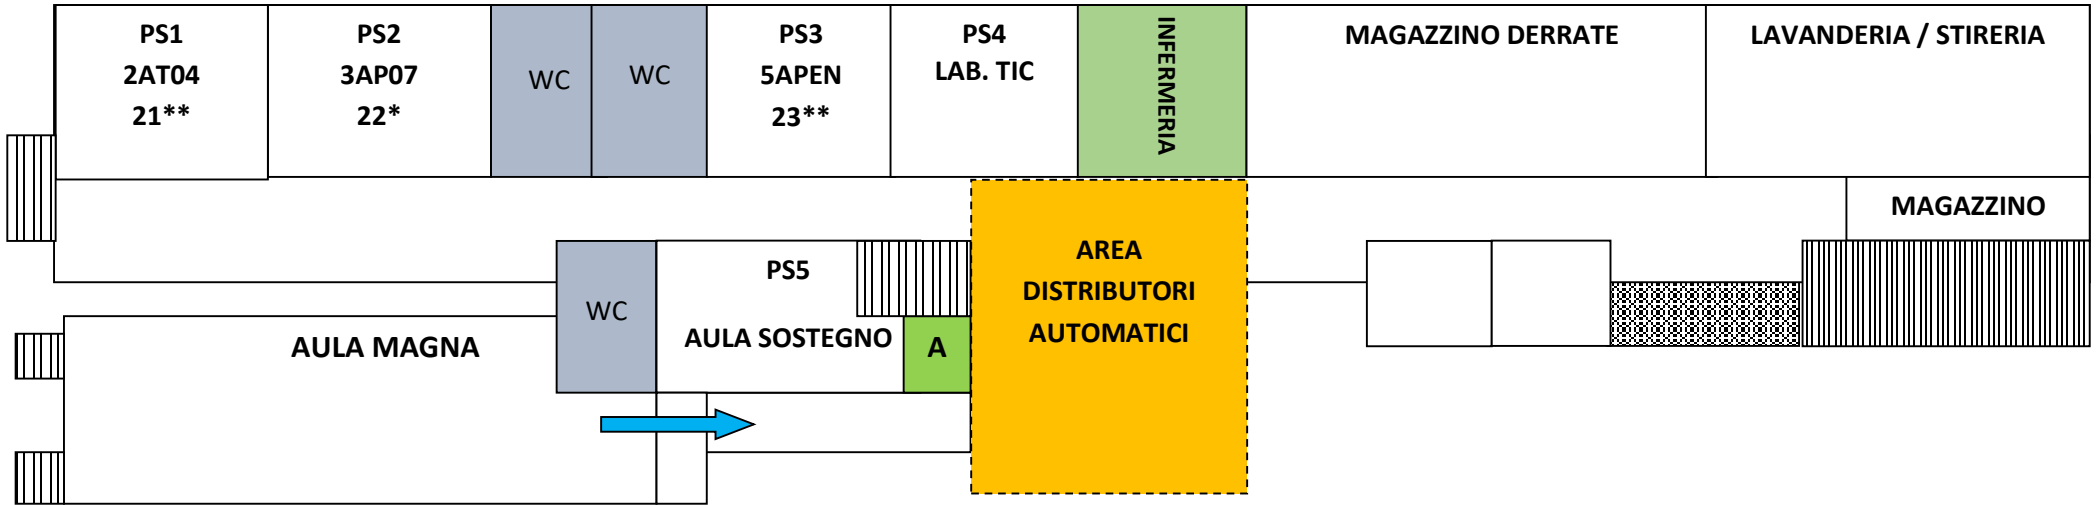 PS1
2AT04
21**
PS2
3AP07
22*
WC
WC
PS3
5APEN
23**
PS4
LAB. TIC
INFERMERIA
MAGAZZINO DERRATE
LAVANDERIA / STIRERIA
MAGAZZINO
AREA
DISTRIBUTORI
AUTOMATICI
PS5
AULA SOSTEGNO
A
WC
AULA MAGNA